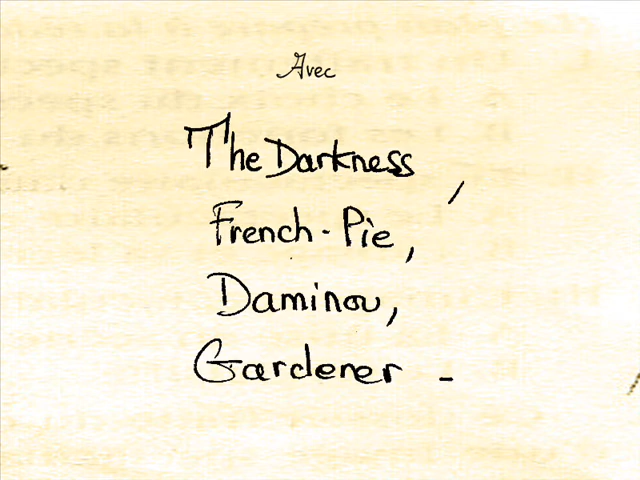 Avec
The Darkness,
French-Pie,
Daminou,
Gardener -